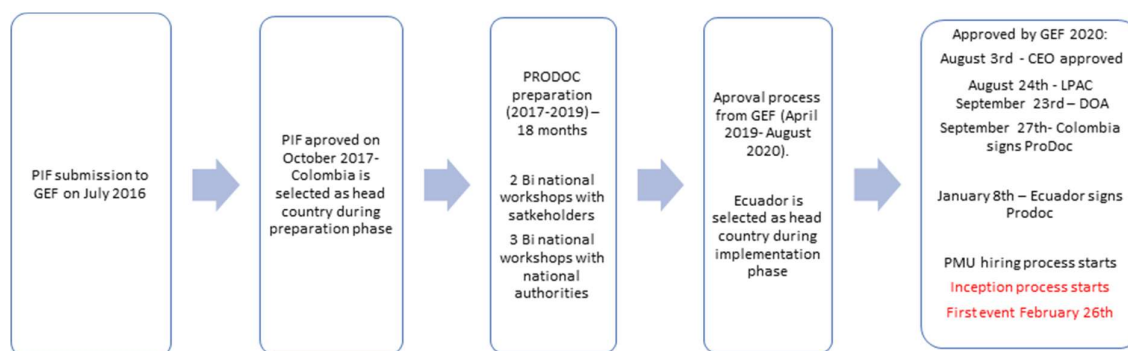 PIF submission to
GEF on July 2016
PIF aproved on
October 2017-
Colombia is
selected as head
country during
preparation phase
PRODOC
preparation
(2017-2019) –
18 months
2 Bi national
workshops with
satkeholders
3 Bi national
workshops with
national
authorities
Aproval process
from GEF (April
2019- August
2020).
Ecuador is
selected as head
country during
implementation
phase
Approved by GEF 2020:
August 3rd - CEO approved
August 24th - LPAC
September 23rd – DOA
September 27th- Colombia
signs ProDoc
January 8th – Ecuador signs
Prodoc
PMU hiring process starts
Inception process starts
First event February 26th